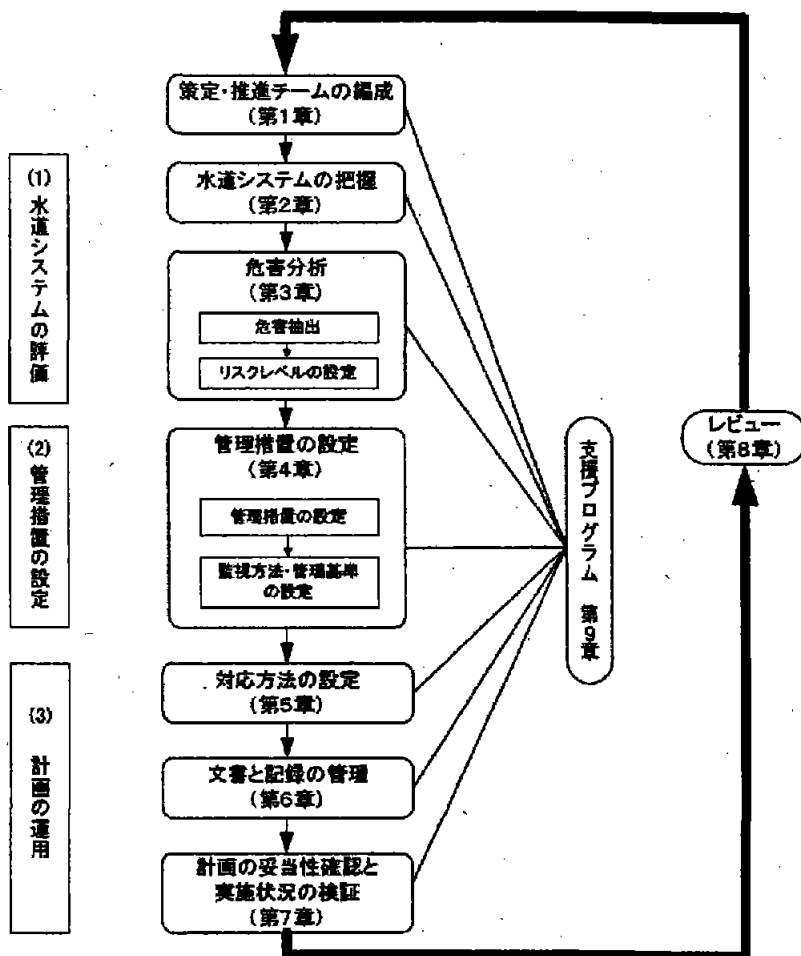 策定・推進チームの編成
(第1章)
(1) 水道システムの評価
水道システムの把握
(第2章)
危害分析
(第3章)
危害抽出
リスクレベルの設定
(2) 管理措置の設定
管理措置の設定
(第4章)
管理措置の設定
監視方法・管理基準
の設定
支援プログラム 第9章
レビュー
(第8章)
(3) 計画の運用
対応方法の設定
(第5章)
文書と記録の管理
(第6章)
計画の妥当性確認と
実施状況の検証
(第7章)